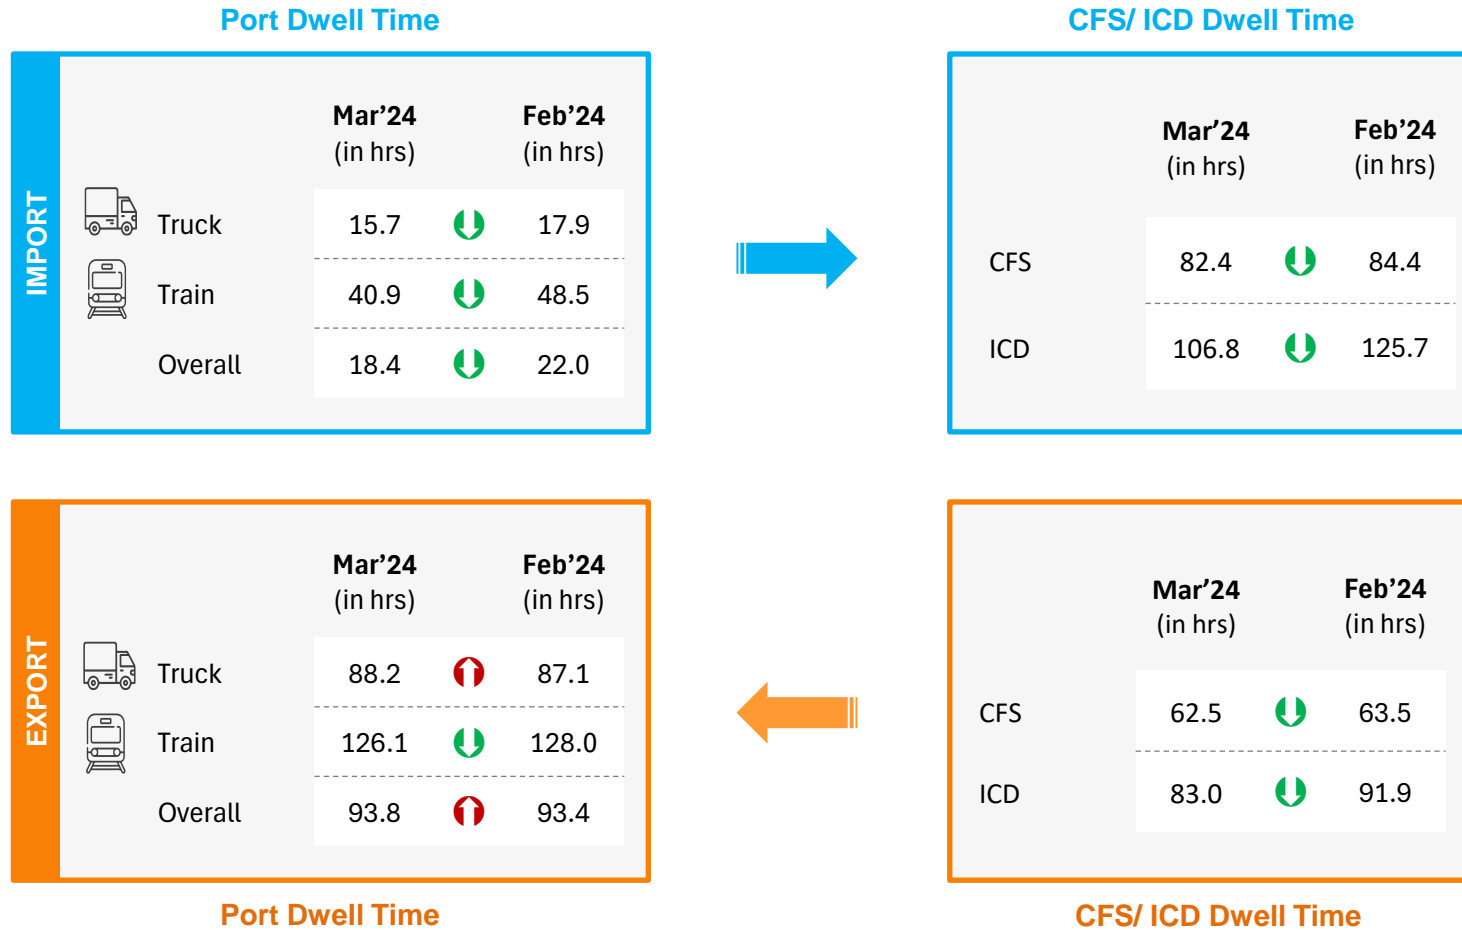 Port Dwell Time
CFS/ ICD Dwell Time
IMPORT
Mar’24 Feb’24
(in hrs) (in hrs)
Truck 15.7 17.9
Train 40.9 48.5
Overall 18.4 22.0
Mar’24 Feb’24
(in hrs) (in hrs)
CFS 82.4 84.4
ICD 106.8 125.7
EXPORT
Mar’24 Feb’24
(in hrs) (in hrs)
Truck 88.2 87.1
Train 126.1 128.0
Overall 93.8 93.4
Mar’24 Feb’24
(in hrs) (in hrs)
CFS 62.5 63.5
ICD 83.0 91.9
Port Dwell Time
CFS/ ICD Dwell Time